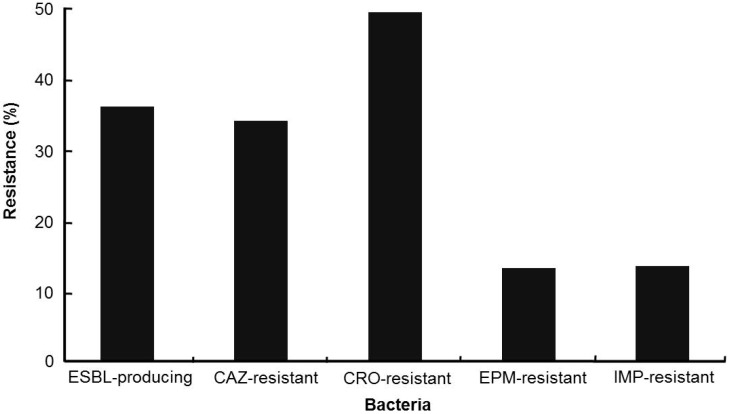 Resistance (%)
50
40
30
20
10
0
ESBL-producing
CAZ-resistant
CRO-resistant
EPM-resistant
IMP-resistant
Bacteria